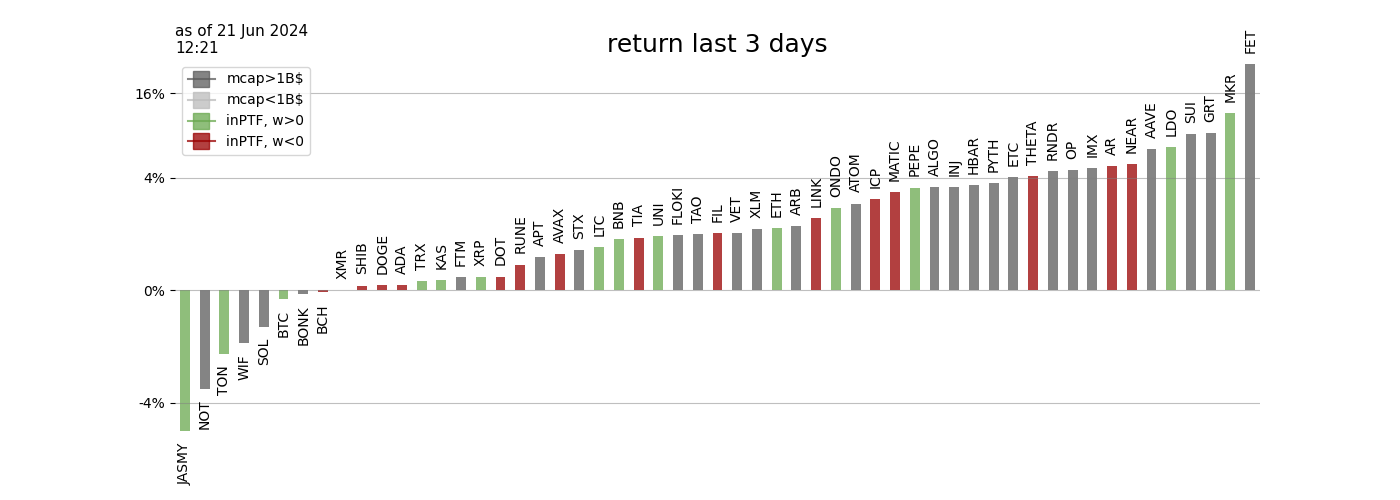 as of 21 Jun 2024
12:21
return last 3 days
mcap>1B$
mcap<1B$
inPTF, w>0
inPTF, w<0
16%
4%
0%
-4%
JASMY
NOT
TON
WIF
SOL
BTC
BONK
BCH
XMR
SHIB
DOGE
ADA
TRX
KAS
FTM
XRP
DOT
RUNE
APT
AVAX
STX
LTC
BNB
TIA
UNI
FLOKI
TAO
FIL
VET
XLM
ETH
ARB
LINK
ONDO
ATOM
ICP
MATIC
PEPE
ALGO
INJ
HBAR
PYTH
ETC
THETA
RNDR
OP
IMX
AR
NEAR
AAVE
LDO
SUI
GRT
MKR
FET